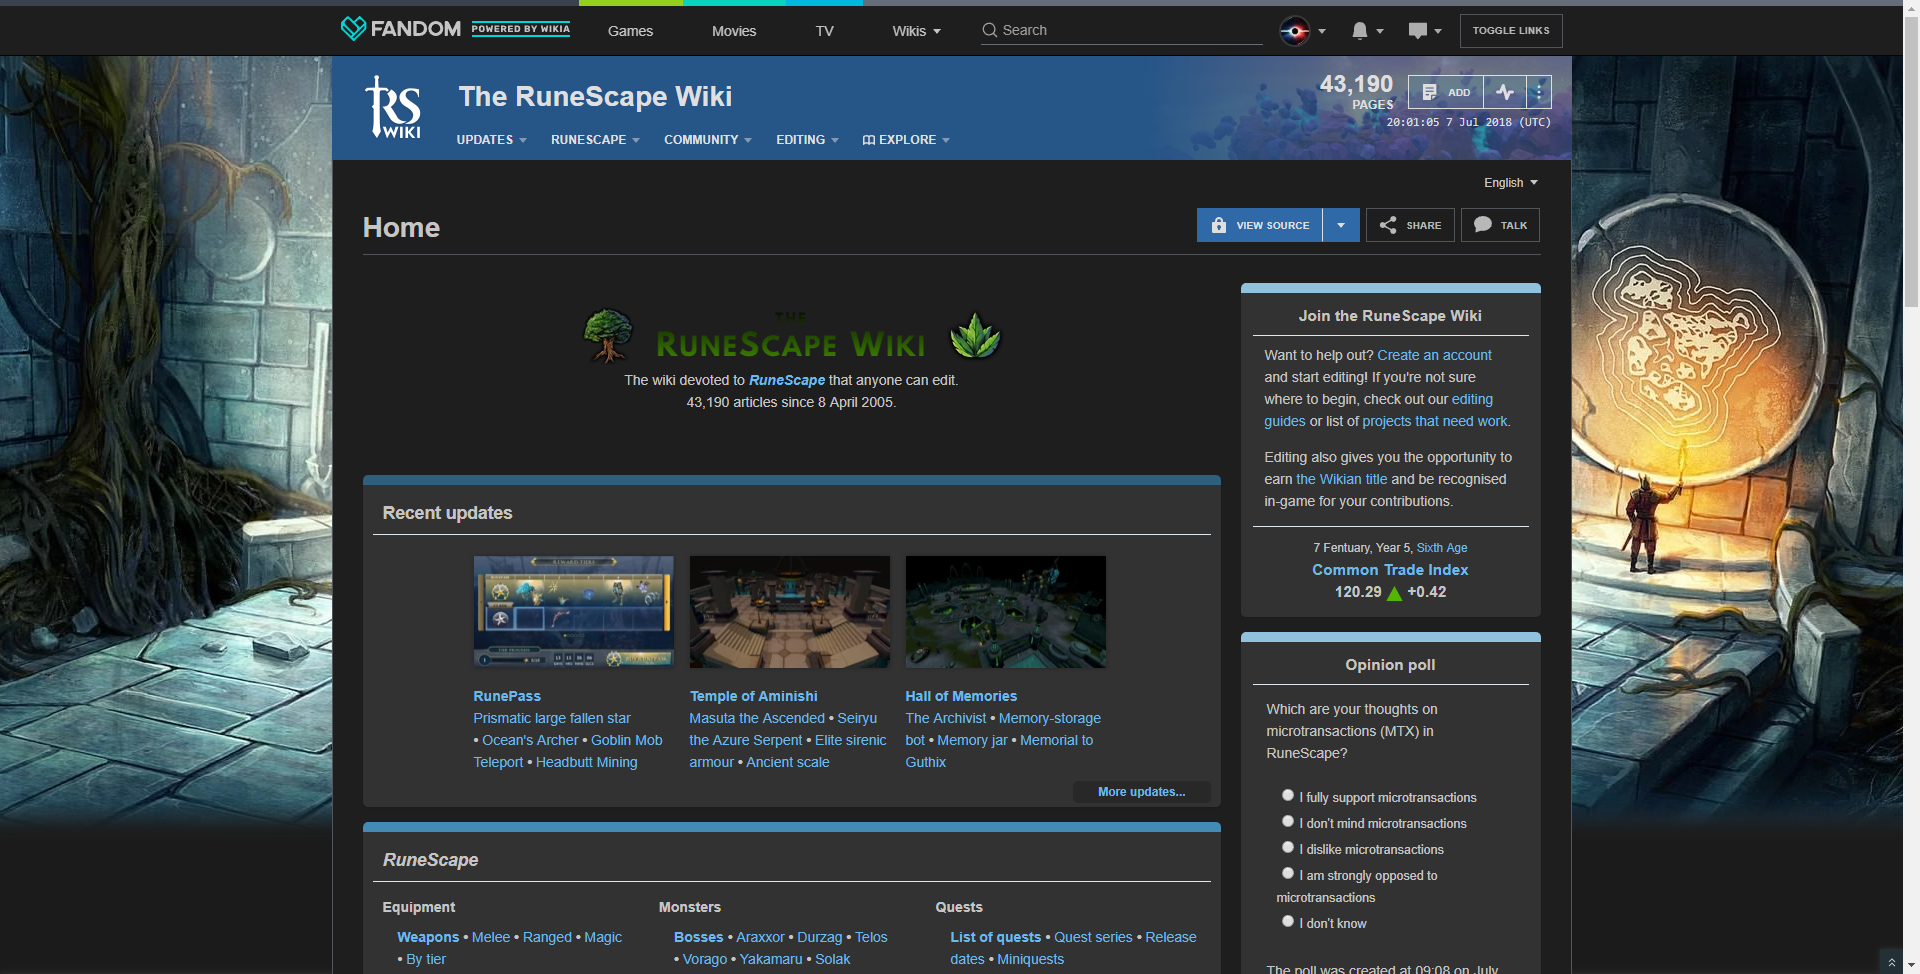 FANDOM POWERED BY WIKIA Games Movies TV Wikis Search TOGGLE LINKS
RS WIKI
The RuneScape Wiki
43,190 PAGES
ADD
20:01:05 7 Jul 2018 (UTC)
UPDATES RUNESCAPE COMMUNITY EDITING EXPLORE
English
Home
VIEW SOURCE SHARE TALK
THE
RUNESCAPE WIKI
The wiki devoted to RuneScape that anyone can edit.
43,190 articles since 8 April 2005.
Recent updates
RunePass
Prismatic large fallen star
• Ocean's Archer • Goblin Mob
Teleport • Headbutt Mining
Temple of Aminishi
Masuta the Ascended • Seiryu
the Azure Serpent • Elite sirenic
armour • Ancient scale
Hall of Memories
The Archivist • Memory-storage
bot • Memory jar • Memorial to
Guthix
More updates...
RuneScape
Equipment
Weapons • Melee • Ranged • Magic
• By tier
Monsters
Bosses • Araxxor • Durzag • Telos
• Vorago • Yakamaru • Solak
Quests
List of quests • Quest series • Release
dates • Miniquests
Join the RuneScape Wiki
Want to help out? Create an account
and start editing! If you're not sure
where to begin, check out our editing
guides or list of projects that need work.
Editing also gives you the opportunity to
earn the Wikian title and be recognised
in-game for your contributions.
7 Fentuary, Year 5, Sixth Age
Common Trade Index
120.29 +0.42
Opinion poll
Which are your thoughts on
microtransactions (MTX) in
RuneScape?
I fully support microtransactions
I don't mind microtransactions
I dislike microtransactions
I am strongly opposed to
microtransactions
I don't know
The poll was created at 09:08 on July